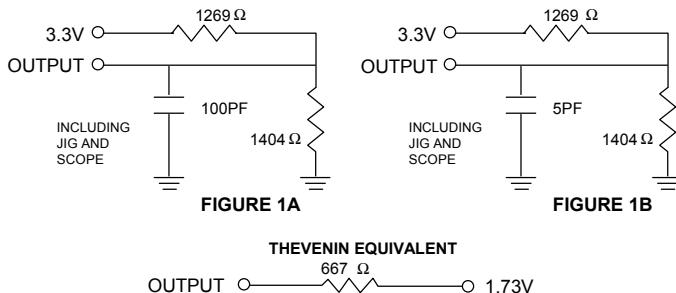 1269 Ω
3.3V
OUTPUT
100PF
INCLUDING
JIG AND
SCOPE
1404 Ω
FIGURE 1A
1269 Ω
3.3V
OUTPUT
5PF
INCLUDING
JIG AND
SCOPE
1404 Ω
FIGURE 1B
THEVENIN EQUIVALENT
667 Ω
OUTPUT 1.73V